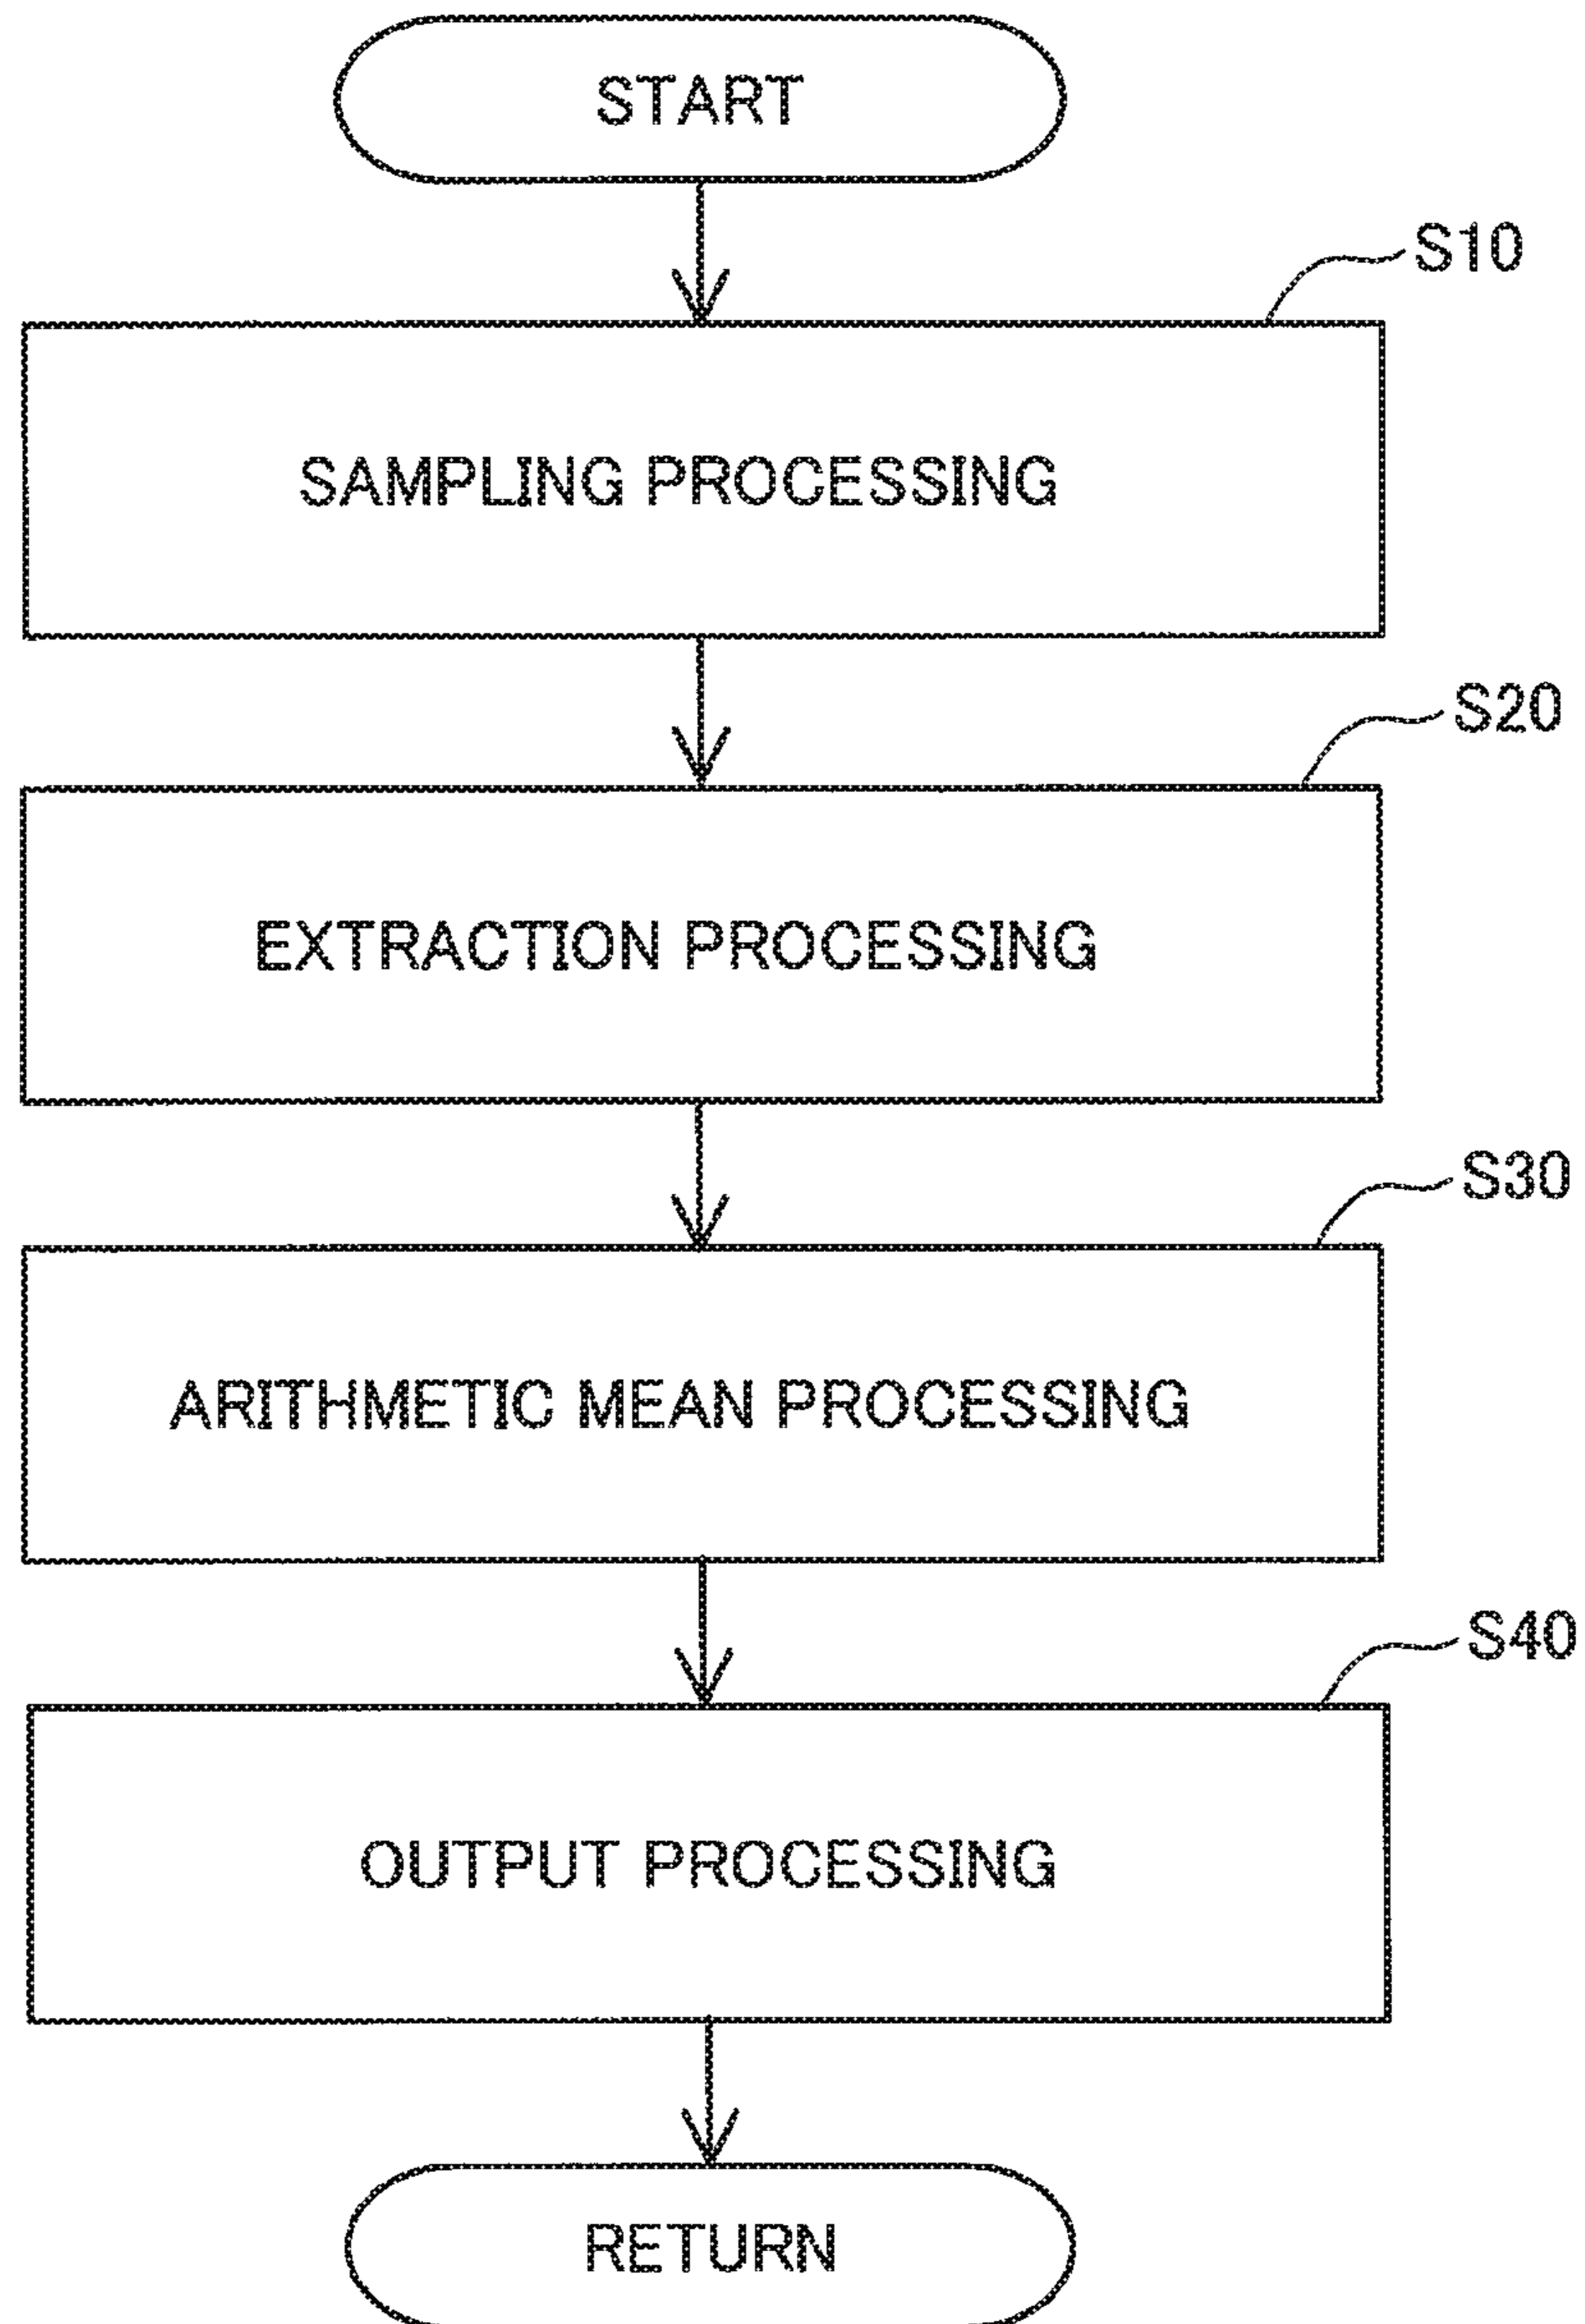 START
S10
SAMPLING PROCESSING
S20
EXTRACTION PROCESSING
S30
ARITHMETIC MEAN PROCESSING
S40
OUTPUT PROCESSING
RETURN